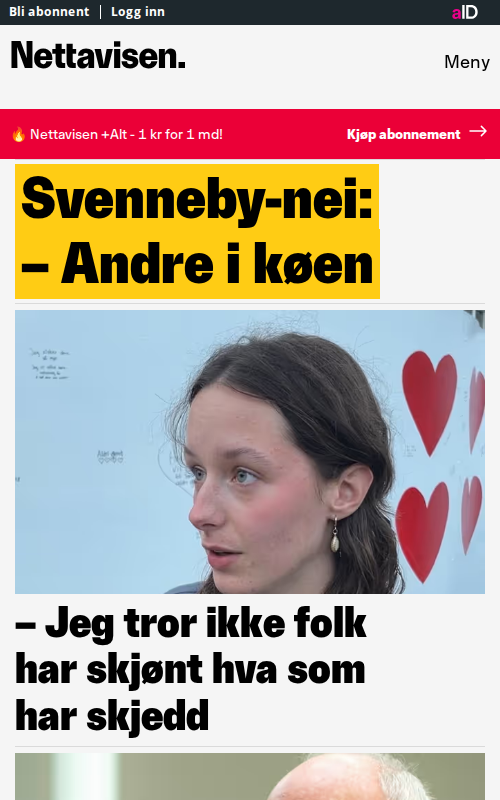 Bli abonnent | Logg inn
aID
Nettavisen.
Meny
🔥 Nettavisen +Alt - 1 kr for 1 md!
Kjøp abonnement →
Svenneby-nei:
– Andre i køen
– Jeg tror ikke folk
har skjønt hva som
har skjedd